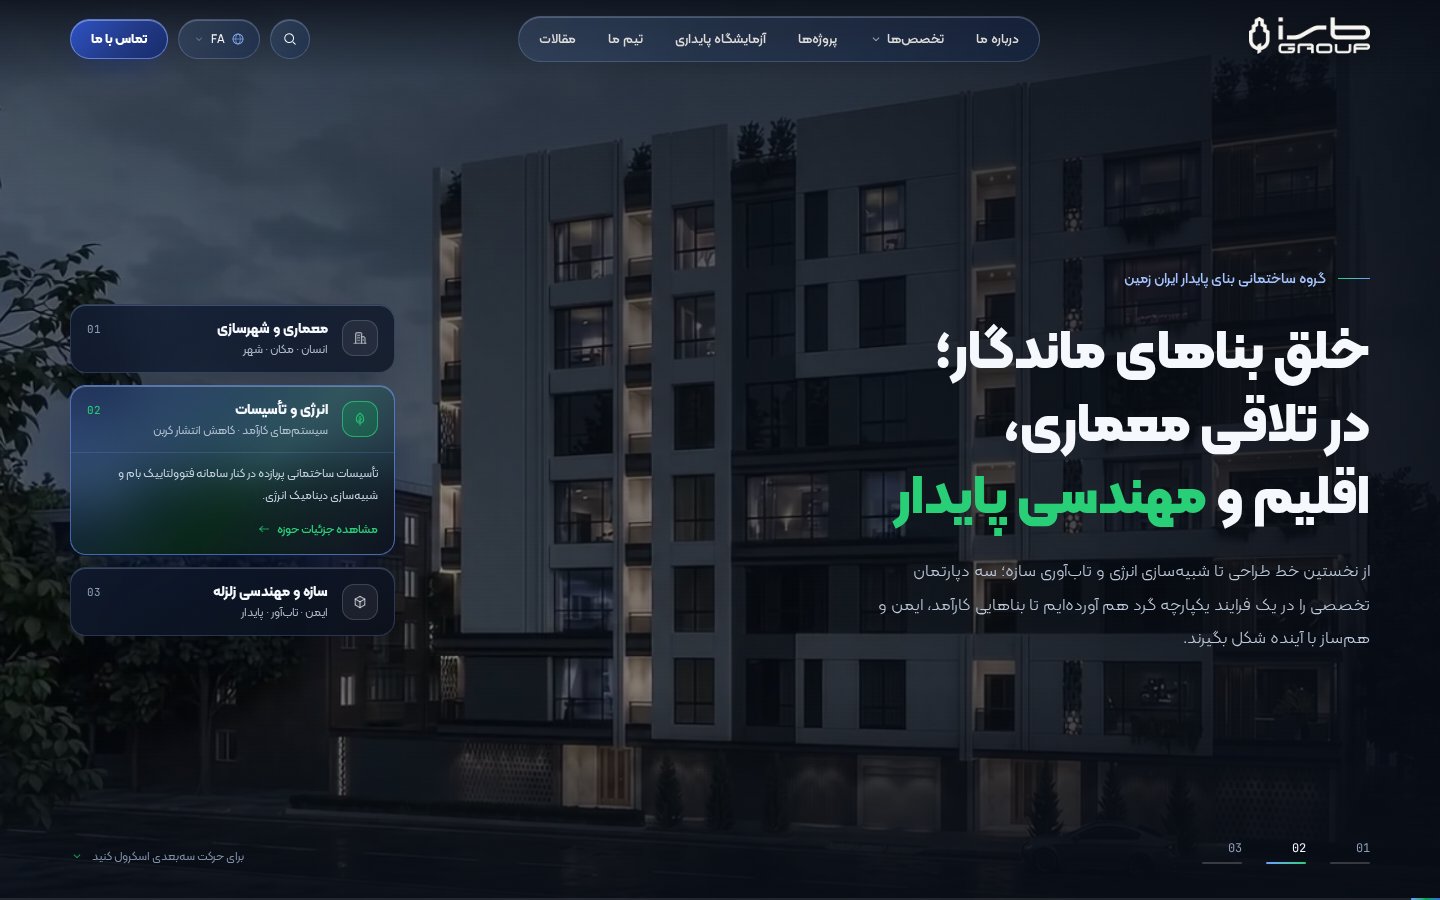 isrb
GROUP
درباره ما
تخصص‌ها
پروژه‌ها
آزمایشگاه پایداری
تیم ما
مقالات
FA
تماس با ما
گروه ساختمانی بنای پایدار ایران زمین
خلق بناهای ماندگار؛
در تلاقی معماری،
اقلیم و مهندسی پایدار
از نخستین خط طراحی تا شبیه‌سازی انرژی و تاب‌آوری سازه؛ سه دپارتمان
تخصصی را در یک فرایند یکپارچه گرد هم آورده‌ایم تا بناهایی کارآمد، ایمن و
هم‌ساز با آینده شکل بگیرند.
معماری و شهرسازی
01
انسان · مکان · شهر
انرژی و تأسیسات
02
سیستم‌های کارآمد · کاهش انتشار کربن
تأسیسات ساختمانی پربازده در کنار سامانه فتوولتاییک بام و
شبیه‌سازی دینامیک انرژی.
مشاهده جزئیات حوزه ←
سازه و مهندسی زلزله
03
ایمن · تاب‌آور · پایدار
01
02
03
برای حرکت سه‌بعدی اسکرول کنید